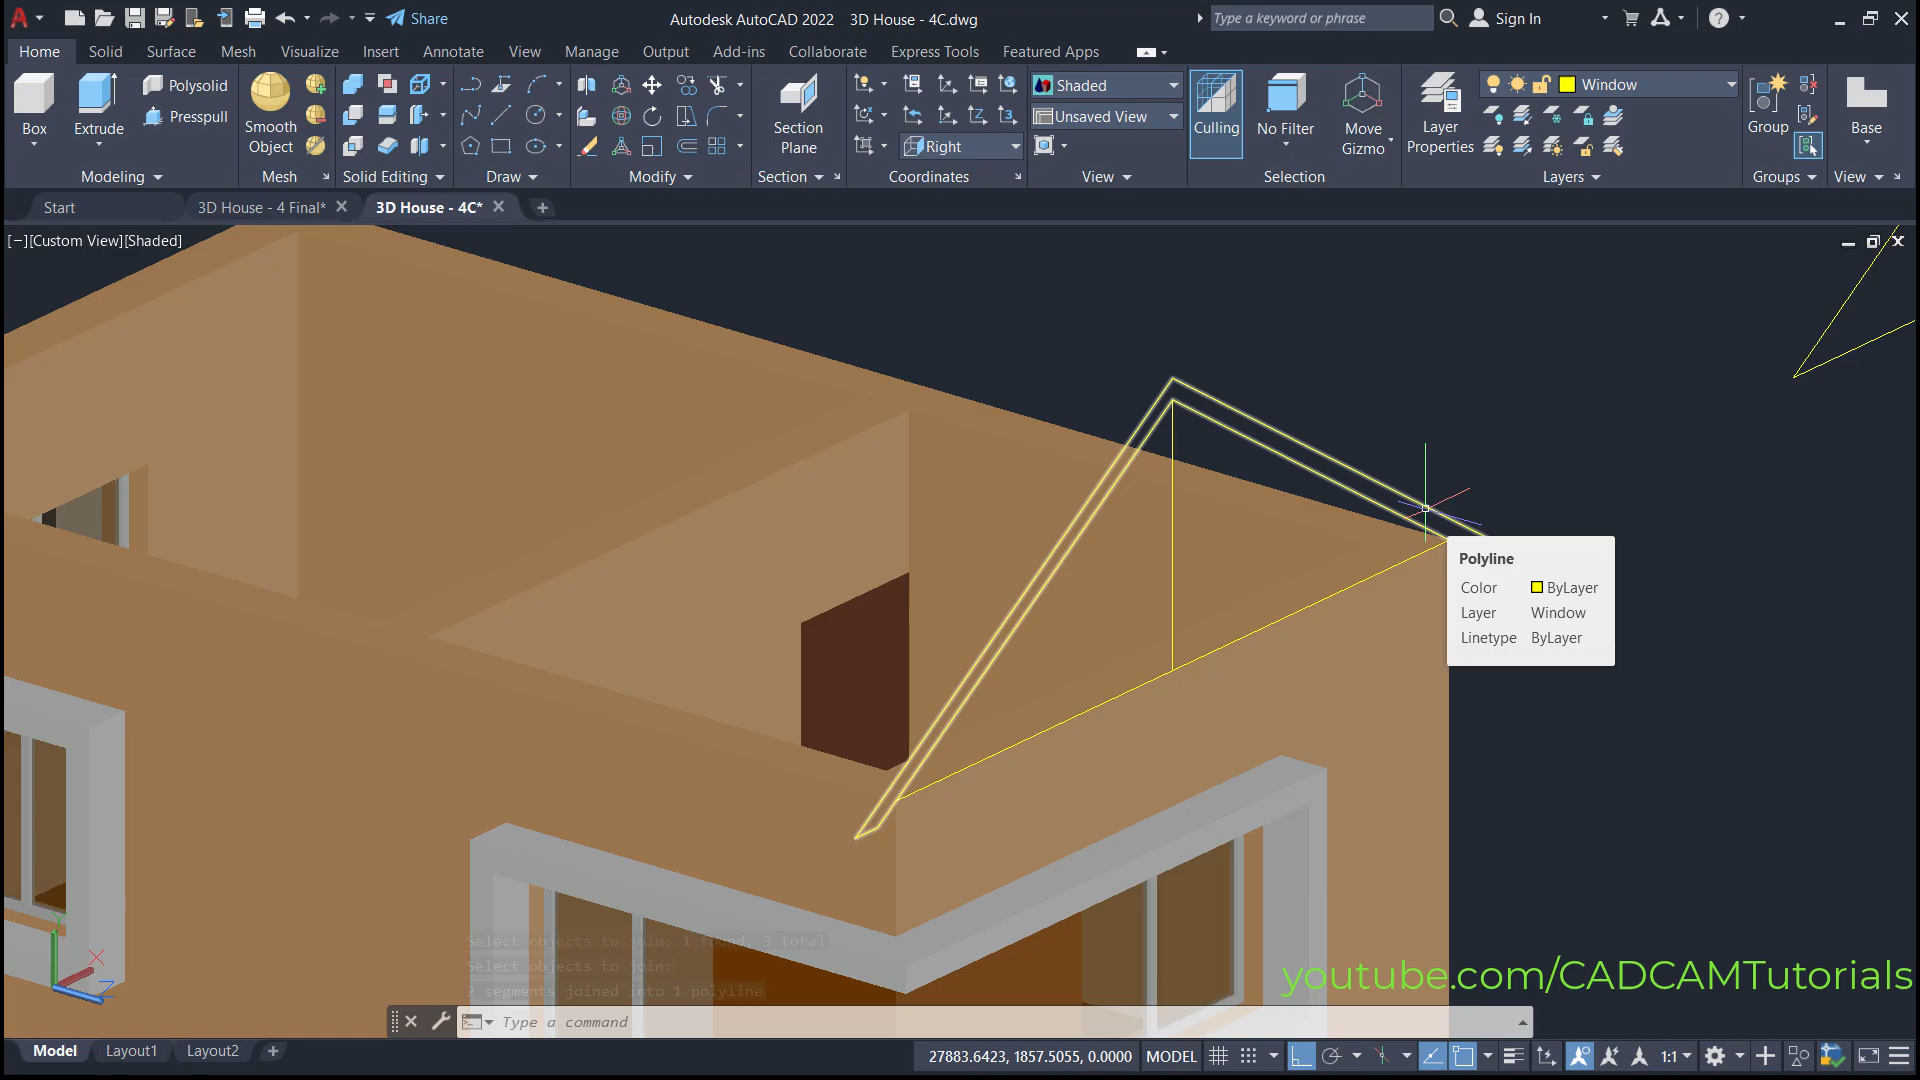 Share
Autodesk AutoCAD 2022 3D House - 4C.dwg
Type a keyword or phrase
Sign In
Home Solid Surface Mesh Visualize Insert Annotate View Manage Output Add-ins Collaborate Express Tools Featured Apps
Box
Extrude
Polysolid
Presspull
Modeling
Smooth
Object
Mesh
Solid Editing
Draw
Modify
Section
Plane
Section
Right
Coordinates
Shaded
Unsaved View
View
Culling
No Filter
Move
Gizmo
Selection
Layer
Properties
Window
Layers
Group
Groups
Base
View
Start
3D House - 4 Final*
3D House - 4C*
[−][Custom View][Shaded]
Polyline
Color ByLayer
Layer Window
Linetype ByLayer
Select objects to join: 1 found, 3 total
Select objects to join:
2 segments joined into 1 polyline
youtube.com/CADCAMTutorials
Y
X
Z
Type a command
Model Layout1 Layout2
27883.6423, 1857.5055, 0.0000 MODEL
1:1